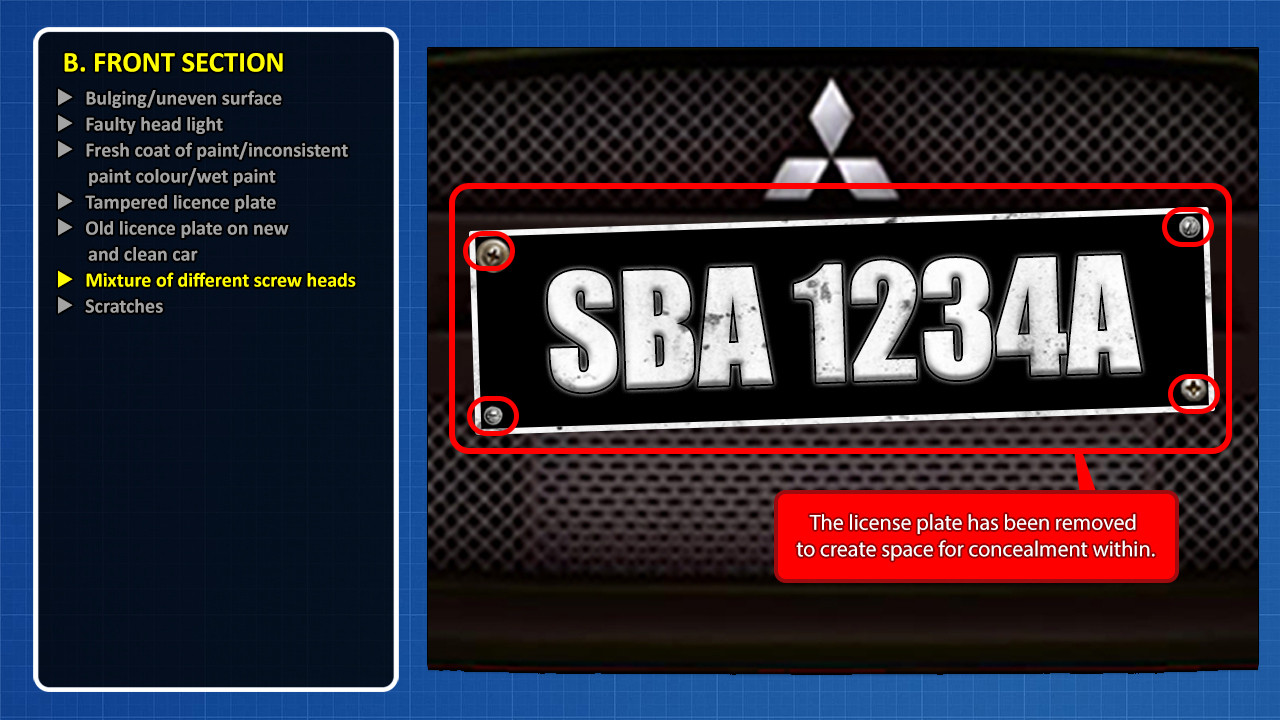 B. FRONT SECTION
Bulging/uneven surface
Faulty head light
Fresh coat of paint/inconsistent
paint colour/wet paint
Tampered licence plate
Old licence plate on new
and clean car
Mixture of different screw heads
Scratches
SBA 1234A
The license plate has been removed
to create space for concealment within.